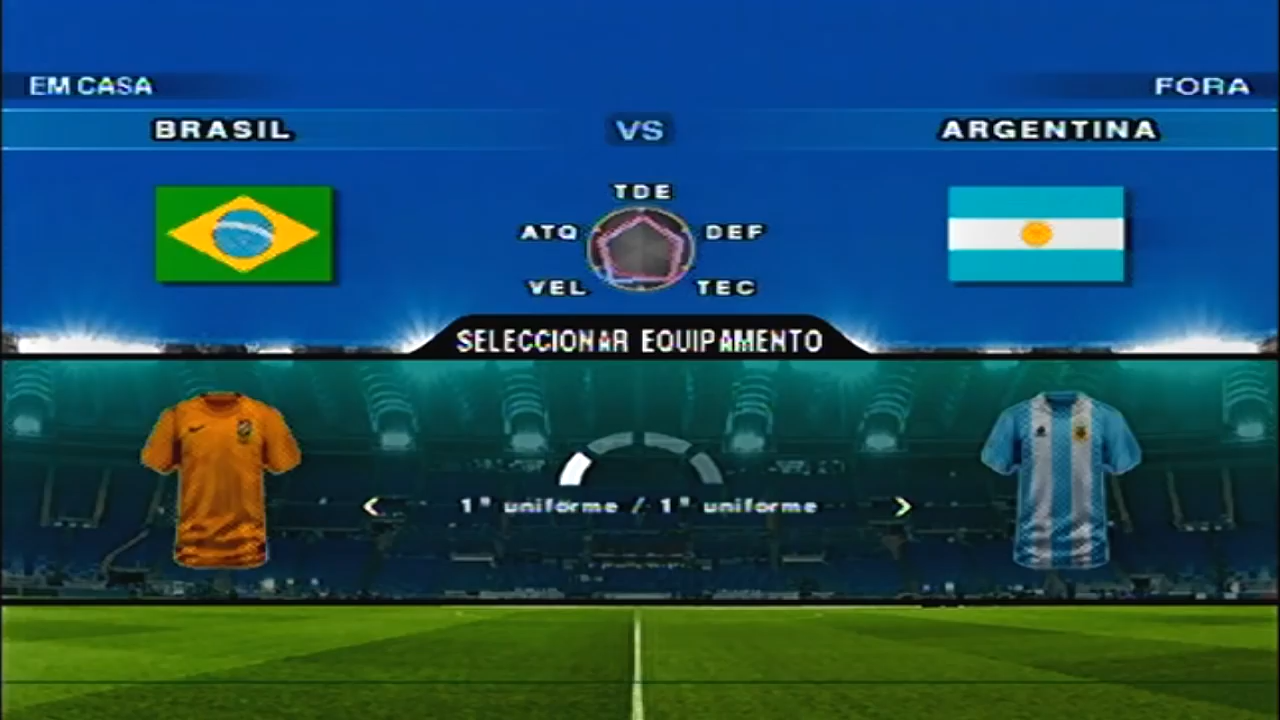 EM CASA
FORA
BRASIL
VS
ARGENTINA
TDE
ATQ
DEF
VEL
TEC
SELECCIONAR EQUIPAMENTO
1º uniforme / 1º uniforme